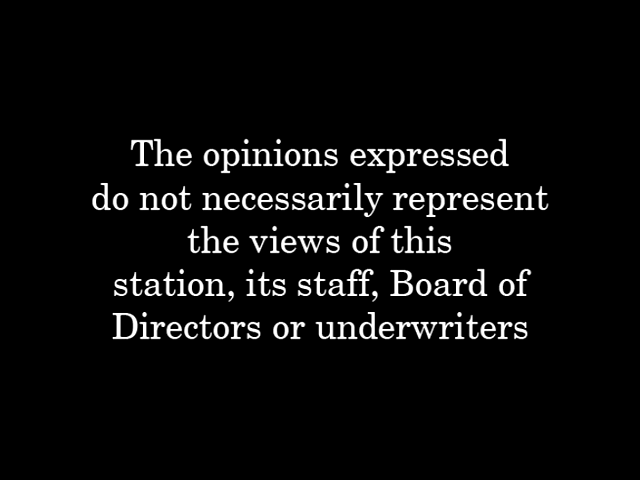 The opinions expressed
do not necessarily represent
the views of this
station, its staff, Board of
Directors or underwriters